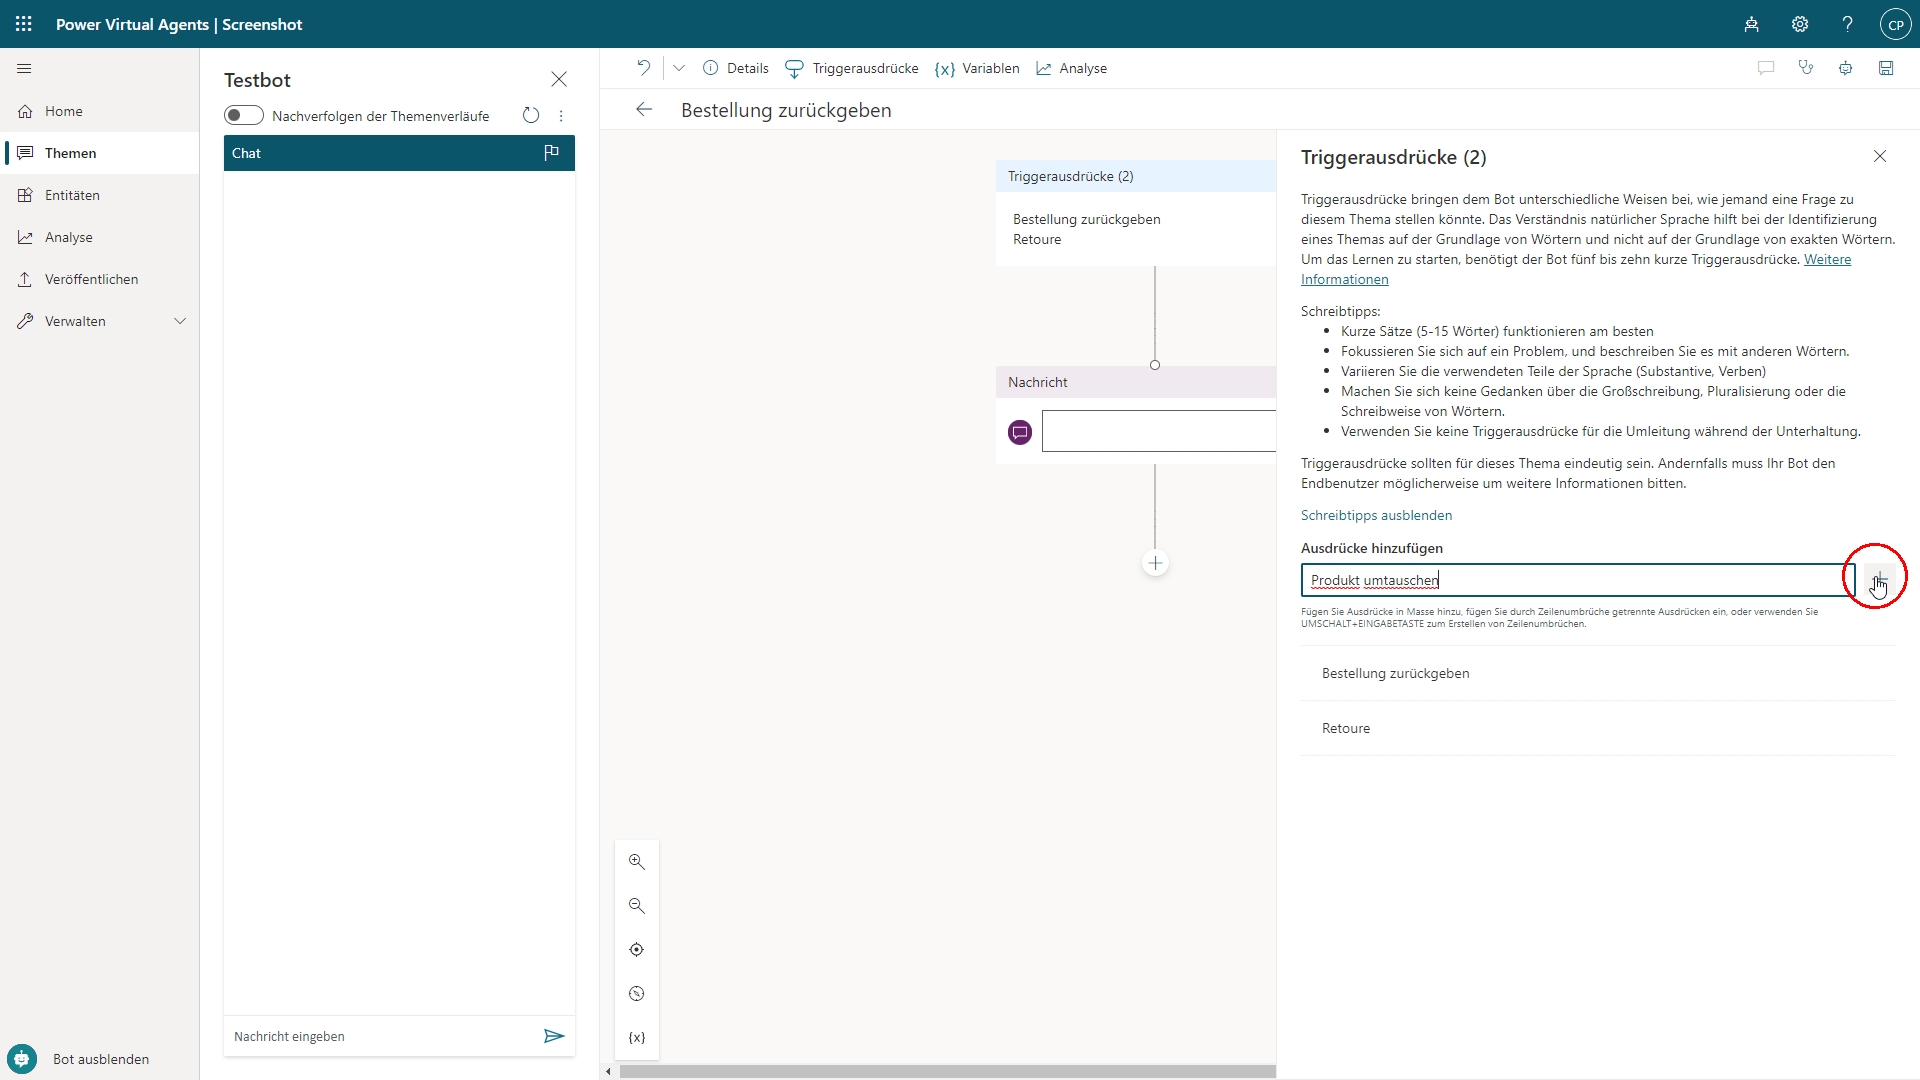 Power Virtual Agents | Screenshot
CP
Home
Themen
Entitäten
Analyse
Veröffentlichen
Verwalten
Bot ausblenden
Testbot
Nachverfolgen der Themenverläufe
Chat
Nachricht eingeben
Details
Triggerausdrücke
{x} Variablen
Analyse
Bestellung zurückgeben
Triggerausdrücke (2)
Bestellung zurückgeben
Retoure
Nachricht
{x}
Triggerausdrücke (2)
Triggerausdrücke bringen dem Bot unterschiedliche Weisen bei, wie jemand eine Frage zu
diesem Thema stellen könnte. Das Verständnis natürlicher Sprache hilft bei der Identifizierung
eines Themas auf der Grundlage von Wörtern und nicht auf der Grundlage von exakten Wörtern.
Um das Lernen zu starten, benötigt der Bot fünf bis zehn kurze Triggerausdrücke. Weitere
Informationen
Schreibtipps:
• Kurze Sätze (5-15 Wörter) funktionieren am besten
• Fokussieren Sie sich auf ein Problem, und beschreiben Sie es mit anderen Wörtern.
• Variieren Sie die verwendeten Teile der Sprache (Substantive, Verben)
• Machen Sie sich keine Gedanken über die Großschreibung, Pluralisierung oder die
Schreibweise von Wörtern.
• Verwenden Sie keine Triggerausdrücke für die Umleitung während der Unterhaltung.
Triggerausdrücke sollten für dieses Thema eindeutig sein. Andernfalls muss Ihr Bot den
Endbenutzer möglicherweise um weitere Informationen bitten.
Schreibtipps ausblenden
Ausdrücke hinzufügen
Produkt umtauschen
Fügen Sie Ausdrücke in Masse hinzu, fügen Sie durch Zeilenumbrüche getrennte Ausdrücken ein, oder verwenden Sie
UMSCHALT+EINGABETASTE zum Erstellen von Zeilenumbrüchen.
Bestellung zurückgeben
Retoure